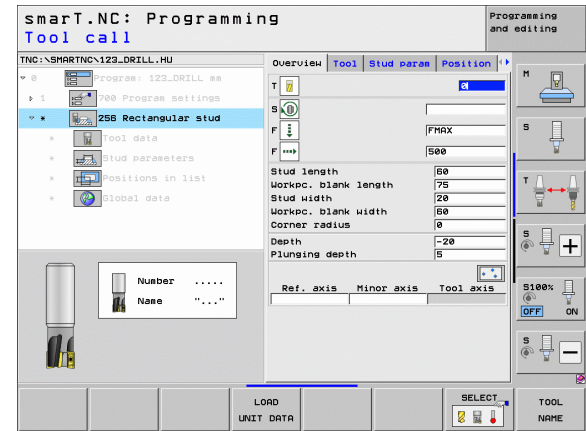 smarT.NC: Programming
Tool call
Programming and editing
TNC:\SMARTNC\123_DRILL.HU
0 Program: 123_DRILL mm
1 700 Program settings
* 256 Rectangular stud
* Tool data
* Stud parameters
* Positions in list
* Global data
Number .....
Name "..."
Overview Tool Stud param Position
T 0
S
F FMAX
F 500
Stud length 60
Workpc. blank length 75
Stud width 20
Workpc. blank width 60
Corner radius 0
Depth -20
Plunging depth 5
Ref. axis Minor axis Tool axis
M
S
T
S
S100%
OFF ON
S
LOAD
UNIT DATA
SELECT
TOOL
NAME